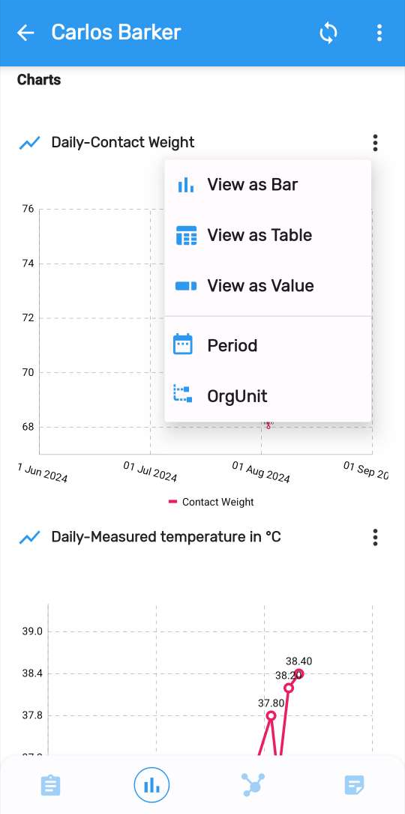 Carlos Barker
Charts
Daily-Contact Weight
View as Bar
View as Table
View as Value
Period
OrgUnit
76
74
72
70
68
1 Jun 2024
01 Jul 2024
01 Aug 2024
01 Sep 20
Contact Weight
Daily-Measured temperature in °C
39.0
38.4
37.8
38.40
38.20
37.80